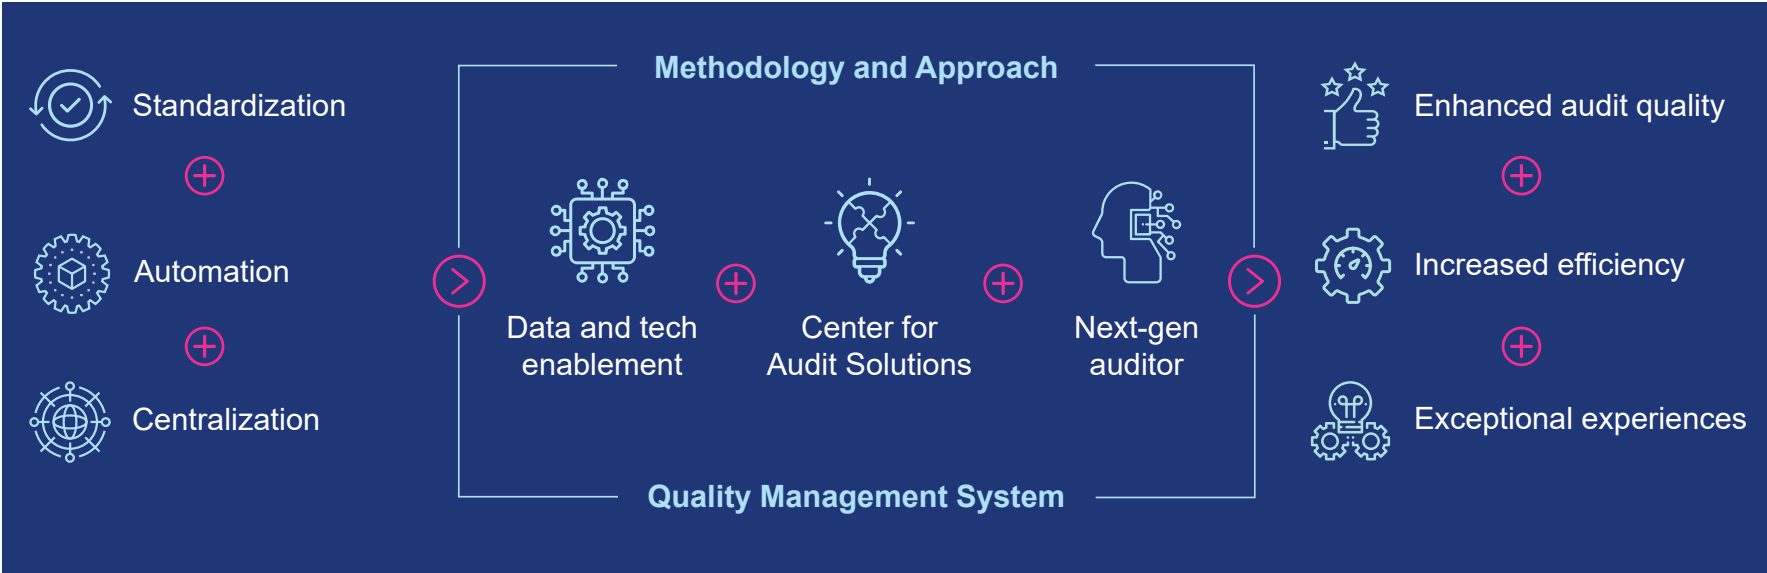 Standardization
Automation
Centralization
Methodology and Approach
Data and tech
enablement
Center for
Audit Solutions
Next-gen
auditor
Quality Management System
Enhanced audit quality
Increased efficiency
Exceptional experiences